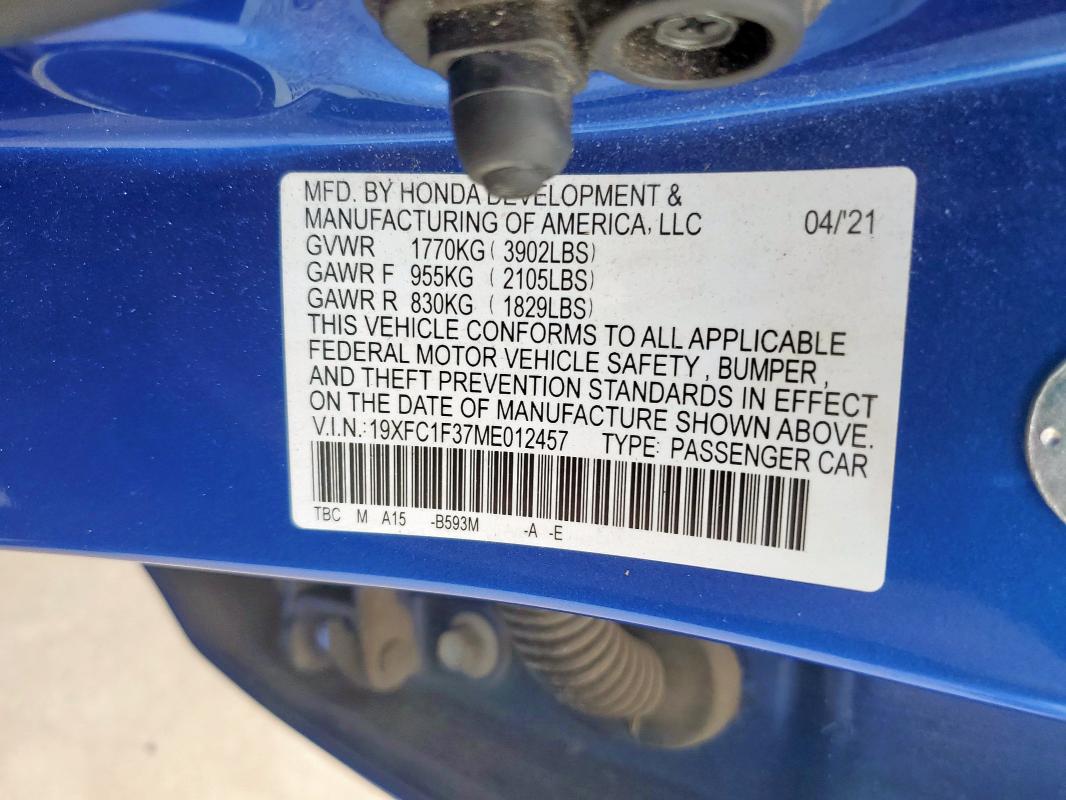 MFD. BY HONDA DEVELOPMENT &
MANUFACTURING OF AMERICA, LLC 04/'21
GVWR 1770KG ( 3902LBS)
GAWR F 955KG ( 2105LBS)
GAWR R 830KG ( 1829LBS)
THIS VEHICLE CONFORMS TO ALL APPLICABLE
FEDERAL MOTOR VEHICLE SAFETY , BUMPER ,
AND THEFT PREVENTION STANDARDS IN EFFECT
ON THE DATE OF MANUFACTURE SHOWN ABOVE.
V.I.N.: 19XFC1F37ME012457 TYPE: PASSENGER CAR
TBC M A15 -B593M -A -E